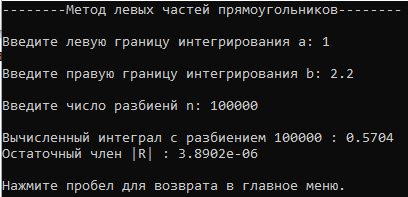 --------Метод левых частей прямоугольников--------
Введите левую границу интегрирования a: 1
Введите правую границу интегрирования b: 2.2
Введите число разбиенй n: 100000
Вычисленный интеграл с разбиением 100000 : 0.5704
Остаточный член |R| : 3.8902e-06
Нажмите пробел для возврата в главное меню.